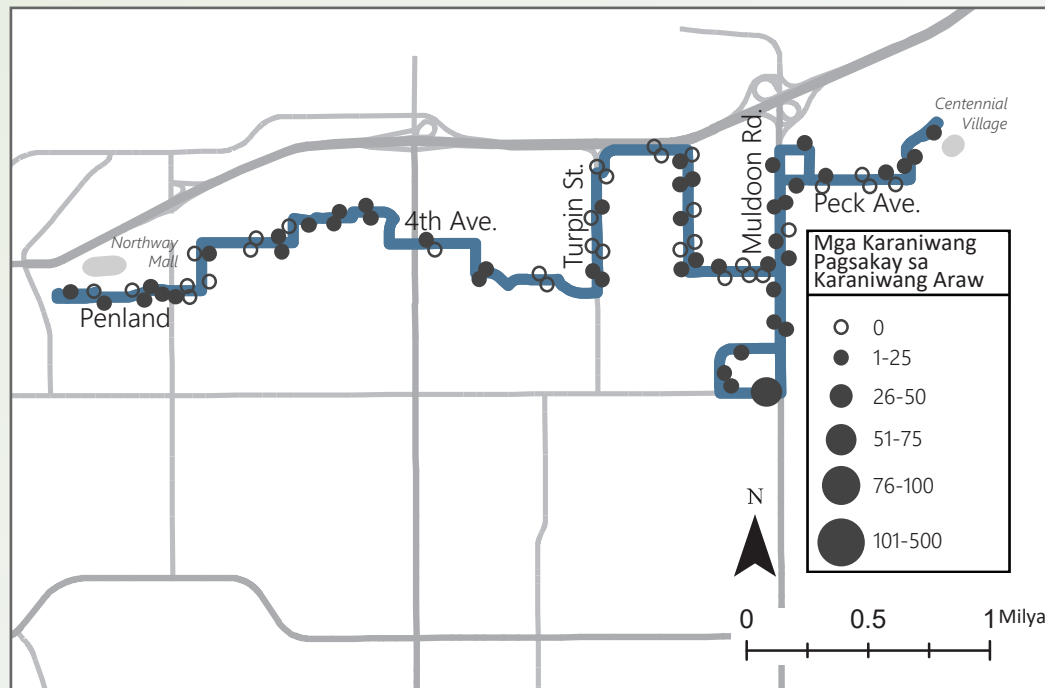 Centennial
Village
Muldoon Rd.
Turpin St.
Peck Ave.
4th Ave.
Northway
Mall
Penland
Mga Karaniwang
Pagsakay sa
Karaniwang Araw
0
1-25
26-50
51-75
76-100
101-500
N
0 0.5 1 Milya